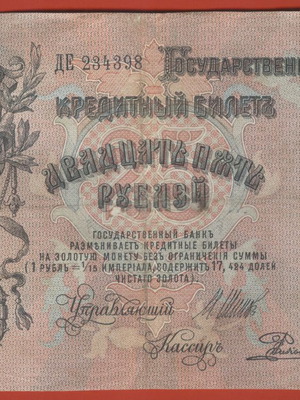 ДЕ 234398 ГОСУДАРСТВЕНН
КРЕДИТНЫЙ БИЛЕТЪ
ДВАДЦАТЬ ПЯТЬ
РУБЛЕЙ
ГОСУДАРСТВЕННЫЙ БАНКЪ
РАЗМѢНИВАЕТЪ КРЕДИТНЫЕ БИЛЕТЫ
НА ЗОЛОТУЮ МОНЕТУ БЕЗЪ ОГРАНИЧЕНІЯ СУММЫ
(1 РУБЛЬ = 1/15 ИМПЕРІАЛА, СОДЕРЖИТЪ 17,424 ДОЛЕЙ
ЧИСТАГО ЗОЛОТА).
Управляющій
Кассиръ